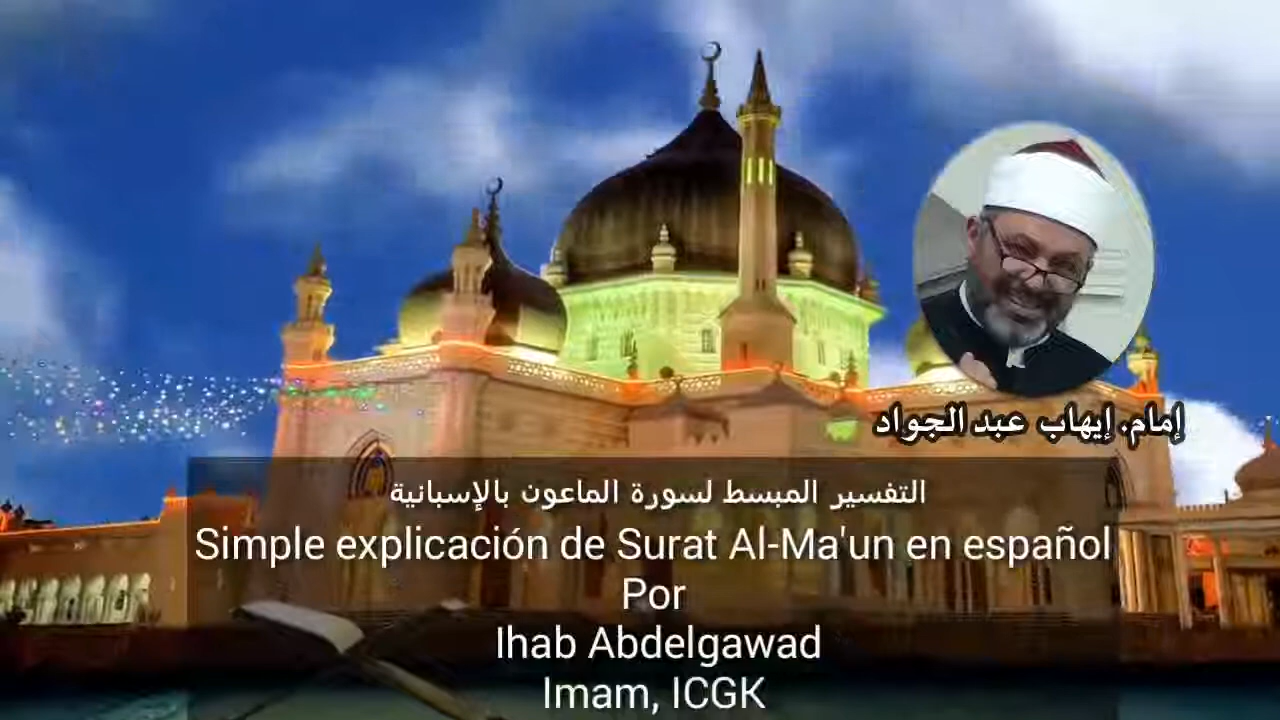 إمام. إيهاب عبد الجواد
التفسير المبسط لسورة الماعون بالإسبانية
Simple explicación de Surat Al-Ma'un en español
Por
Ihab Abdelgawad
Imam, ICGK